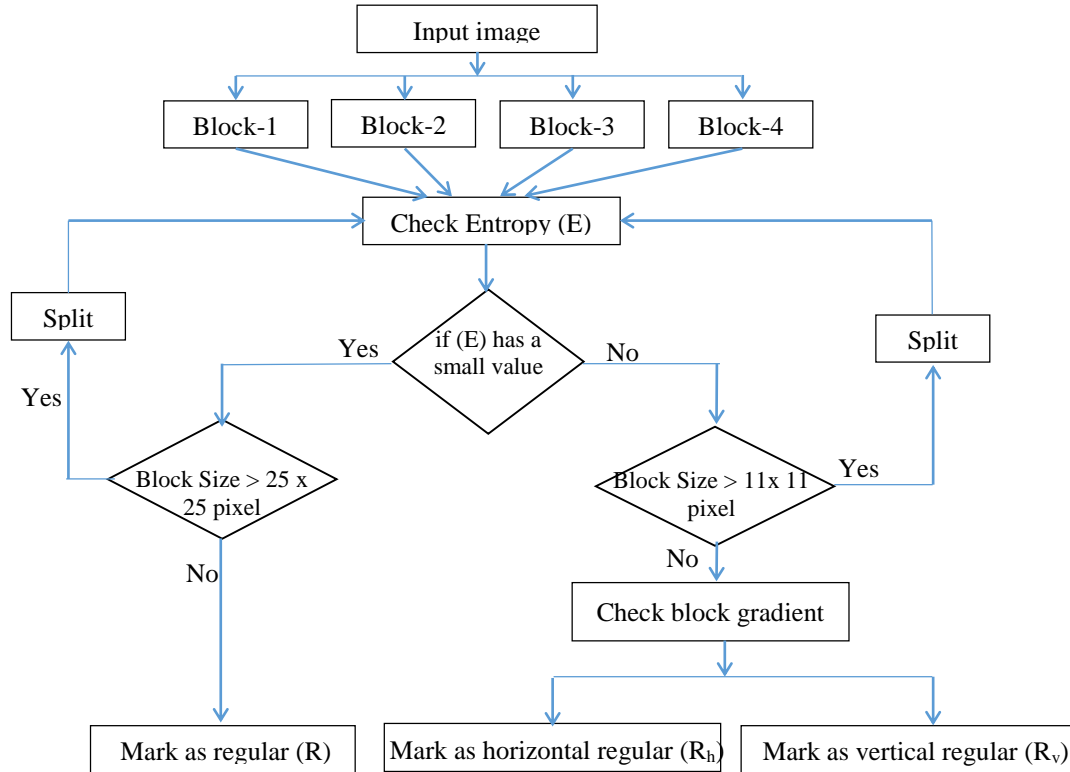 Input image
Block-1
Block-2
Block-3
Block-4
Check Entropy (E)
Split
Yes
if (E) has a
small value
No
Split
Yes
Block Size > 25 x
25 pixel
Block Size > 11x 11
pixel
Yes
No
No
Check block gradient
Mark as regular (R)
Mark as horizontal regular (Rₕ)
Mark as vertical regular (Rᵥ)